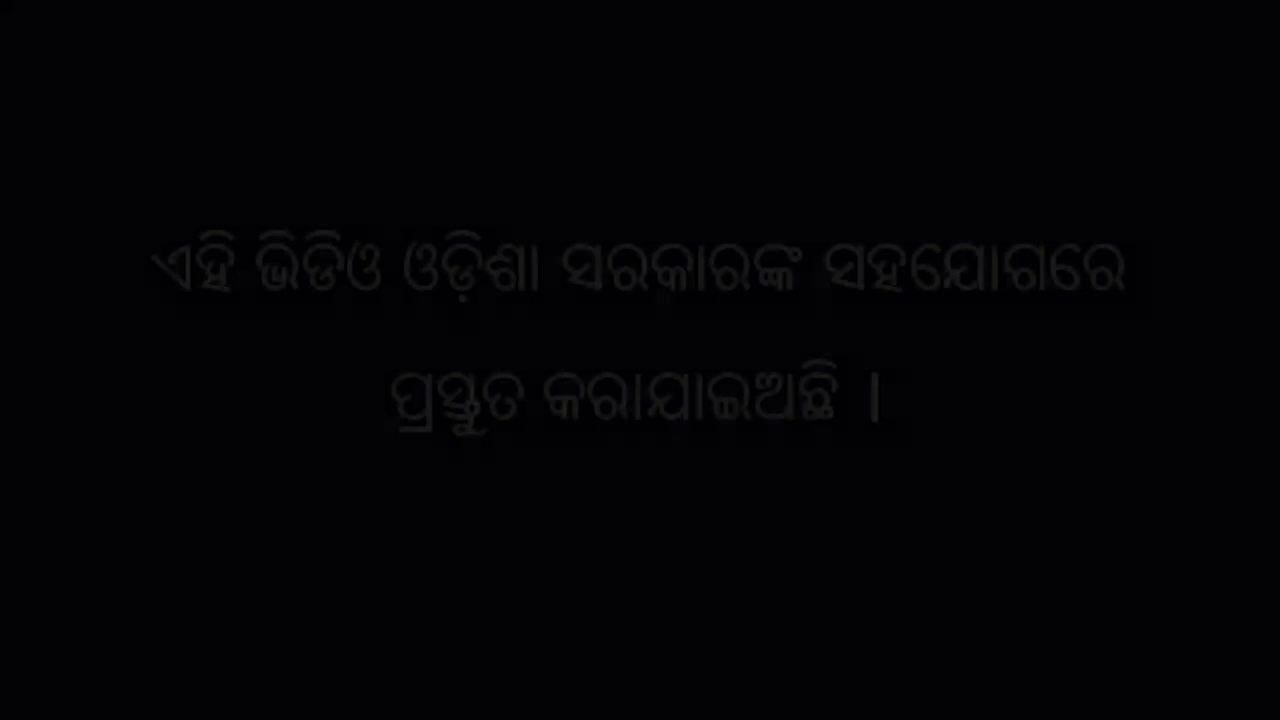 ଏହି ଭିଡିଓ ଓଡ଼ିଶା ସରକାରଙ୍କ ସହଯୋଗରେ
ପ୍ରସ୍ତୁତ କରାଯାଇଅଛି ।